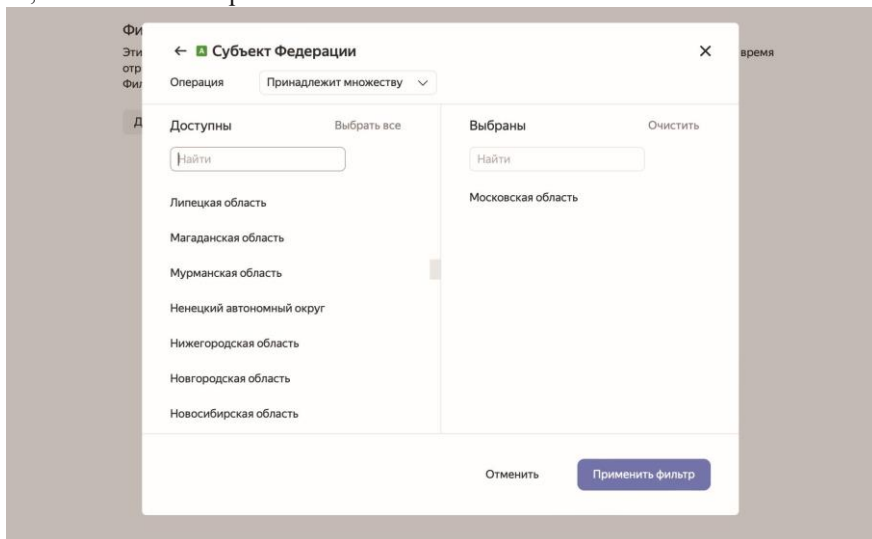 Фи
Эти
отр
Фил
Д
время
← A Субъект Федерации ×
Операция Принадлежит множеству
Доступны Выбрать все
Найти
Липецкая область
Магаданская область
Мурманская область
Ненецкий автономный округ
Нижегородская область
Новгородская область
Новосибирская область
Выбраны Очистить
Найти
Московская область
Отменить Применить фильтр